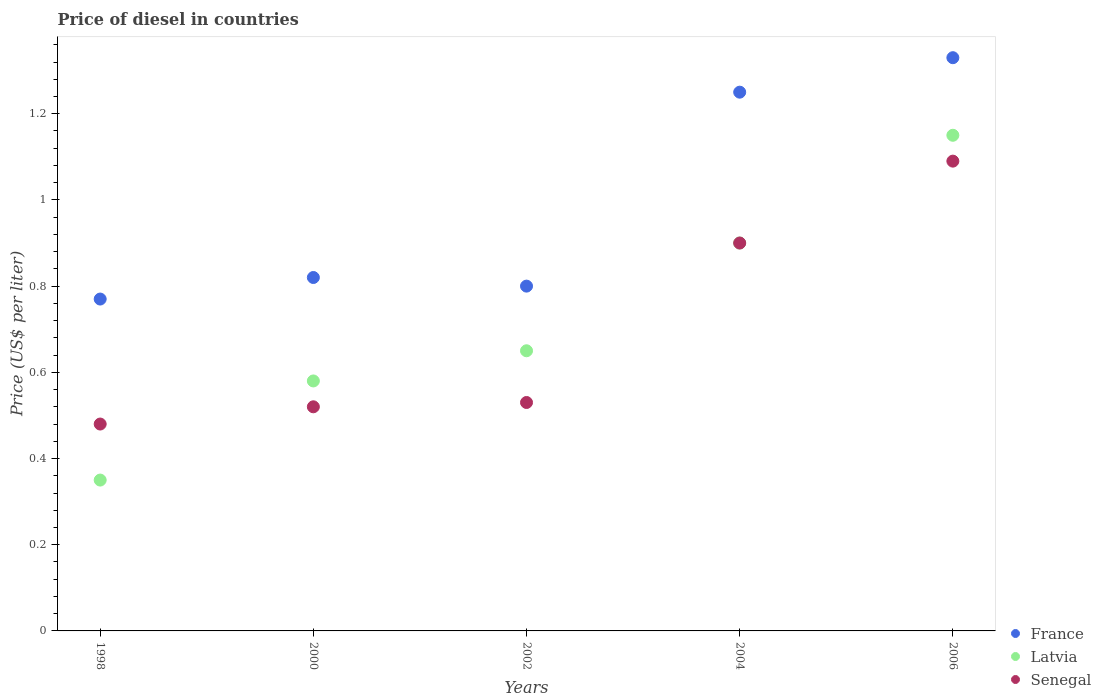 Price of diesel in countries
Price (US$ per liter)
1.2
1
0.8
0.6
0.4
0.2
0
1998
2000
2002
2004
2006
Years
France
Latvia
Senegal